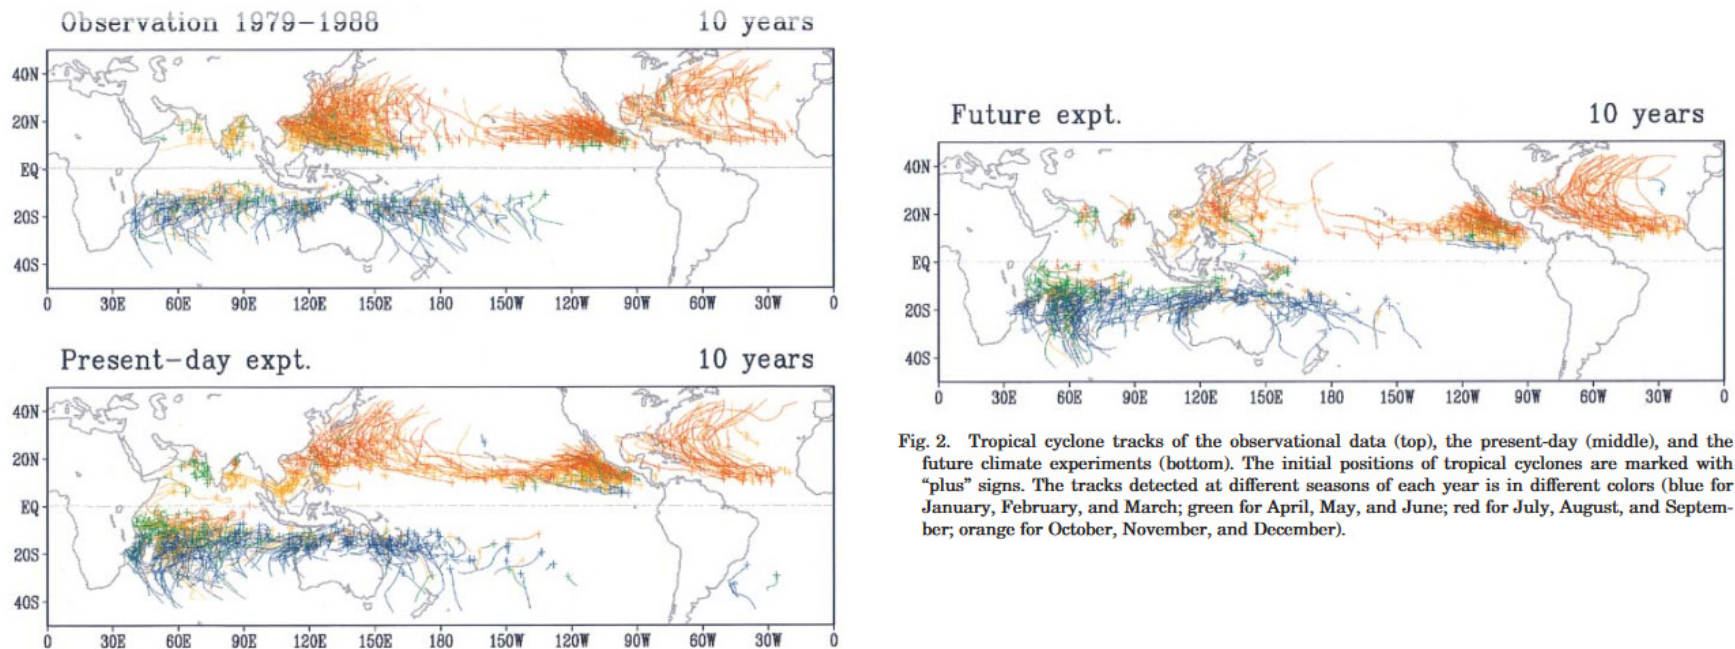 Observation 1979-1988 10 years
40N
20N
EQ
20S
40S
0 30E 60E 90E 120E 150E 180 150W 120W 90W 60W 30W 0
Present-day expt. 10 years
40N
20N
EQ
20S
40S
0 30E 60E 90E 120E 150E 180 150W 120W 90W 60W 30W 0
Future expt. 10 years
40N
20N
EQ
20S
40S
0 30E 60E 90E 120E 150E 180 150W 120W 90W 60W 30W 0
Fig. 2. Tropical cyclone tracks of the observational data (top), the present-day (middle), and the
future climate experiments (bottom). The initial positions of tropical cyclones are marked with
“plus” signs. The tracks detected at different seasons of each year is in different colors (blue for
January, February, and March; green for April, May, and June; red for July, August, and Septem-
ber; orange for October, November, and December).